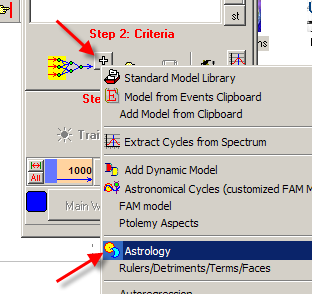 st
Step 2: Criteria
Standard Model Library
Model from Events Clipboard
Add Model from Clipboard
Extract Cycles from Spectrum
Add Dynamic Model
Astronomical Cycles (customized FAM M
FAM model
Ptolemy Aspects
Astrology
Rulers/Detriments/Terms/Faces
Autoregression
Ste
Trai
All
1000
Main W